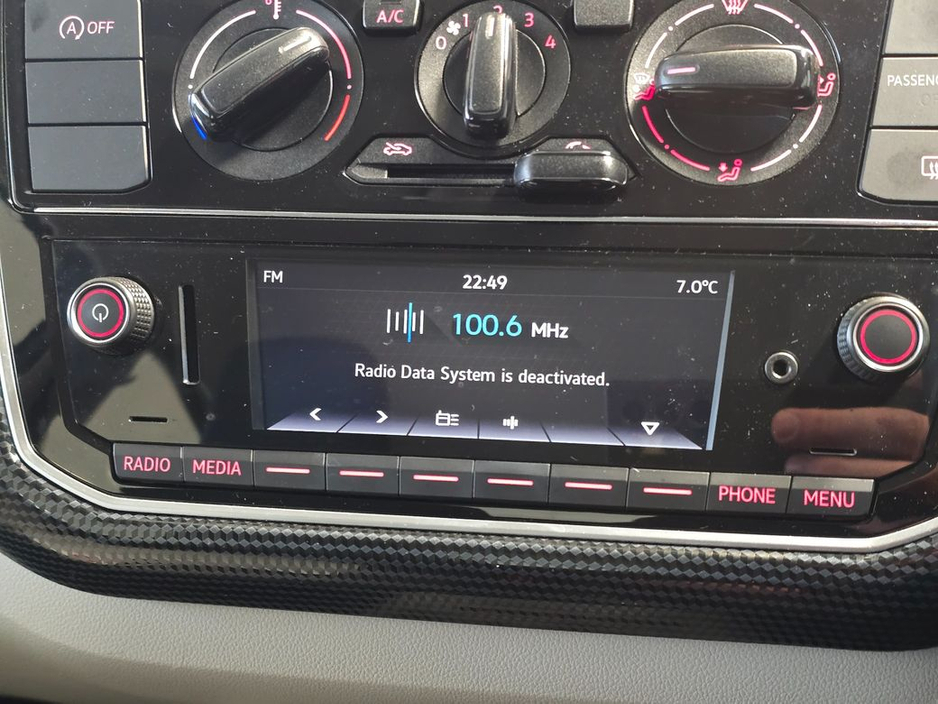 A OFF
A/C
0 1 2 3 4
PASSENG
FM 22:49 7.0°C
100.6 MHz
Radio Data System is deactivated.
RADIO MEDIA PHONE MENU